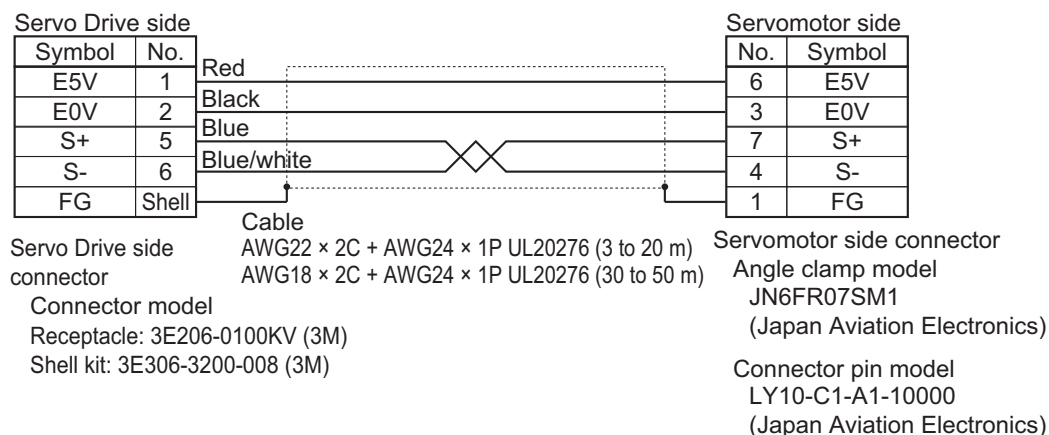 Servo Drive side
Symbol No.
E5V 1
E0V 2
S+ 5
S- 6
FG Shell
Red
Black
Blue
Blue/white
Servomotor side
No. Symbol
6 E5V
3 E0V
7 S+
4 S-
1 FG
Cable
AWG22 × 2C + AWG24 × 1P UL20276 (3 to 20 m)
AWG18 × 2C + AWG24 × 1P UL20276 (30 to 50 m)
Servo Drive side
connector
Connector model
Receptacle: 3E206-0100KV (3M)
Shell kit: 3E306-3200-008 (3M)
Servomotor side connector
Angle clamp model
JN6FR07SM1
(Japan Aviation Electronics)
Connector pin model
LY10-C1-A1-10000
(Japan Aviation Electronics)